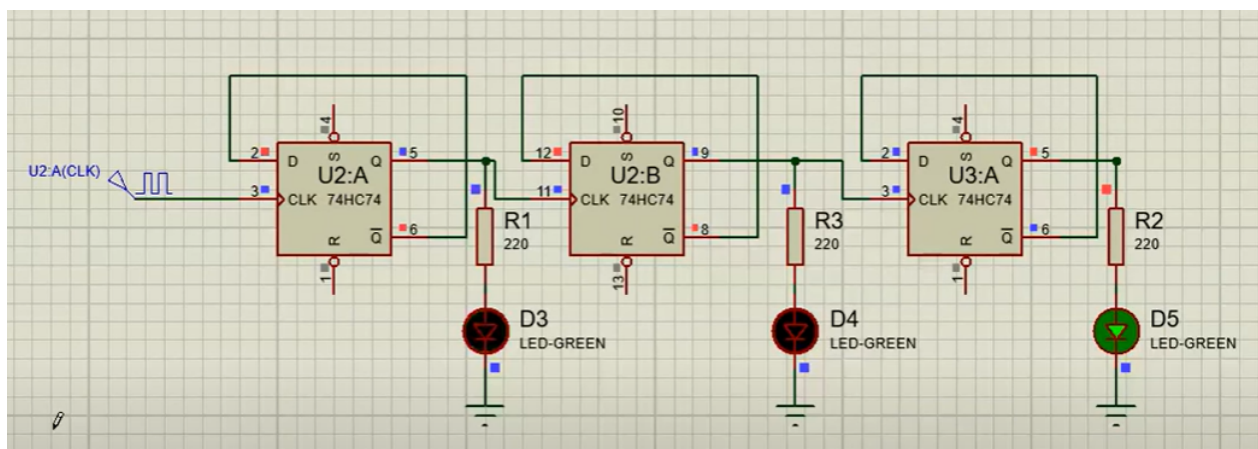 U2:A(CLK)
4
2 D S Q 5
U2:A
3 CLK 74HC74
R Q 6
1
R1
220
D3
LED-GREEN
10
12 D S Q 9
U2:B
11 CLK 74HC74
R Q 8
13
R3
220
D4
LED-GREEN
4
2 D S Q 5
U3:A
3 CLK 74HC74
R Q 6
1
R2
220
D5
LED-GREEN